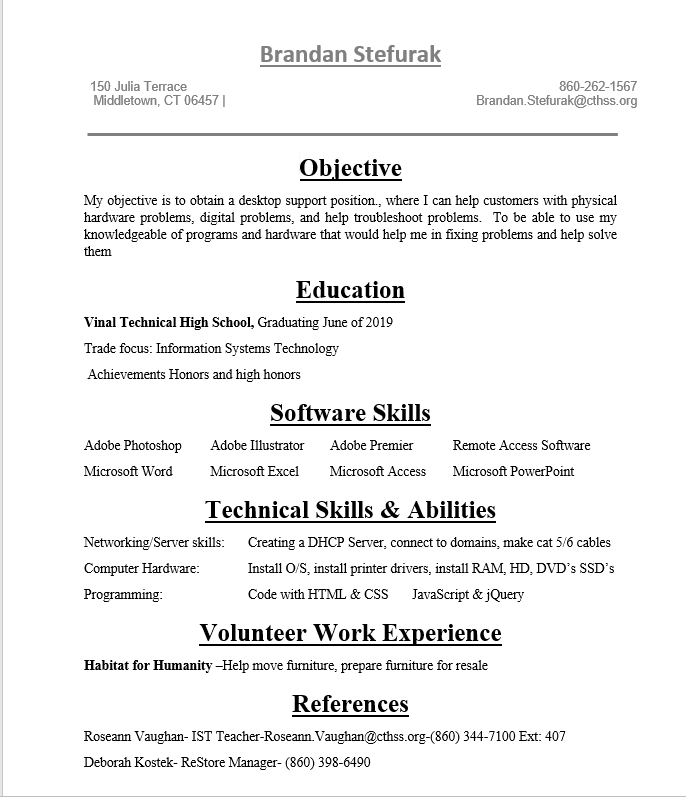 Brandan Stefurak
150 Julia Terrace 860-262-1567
Middletown, CT 06457 | Brandan.Stefurak@cthss.org
Objective
My objective is to obtain a desktop support position., where I can help customers with physical
hardware problems, digital problems, and help troubleshoot problems. To be able to use my
knowledgeable of programs and hardware that would help me in fixing problems and help solve
them
Education
Vinal Technical High School, Graduating June of 2019
Trade focus: Information Systems Technology
Achievements Honors and high honors
Software Skills
Adobe Photoshop Adobe Illustrator Adobe Premier Remote Access Software
Microsoft Word Microsoft Excel Microsoft Access Microsoft PowerPoint
Technical Skills & Abilities
Networking/Server skills: Creating a DHCP Server, connect to domains, make cat 5/6 cables
Computer Hardware: Install O/S, install printer drivers, install RAM, HD, DVD’s SSD’s
Programming: Code with HTML & CSS JavaScript & jQuery
Volunteer Work Experience
Habitat for Humanity –Help move furniture, prepare furniture for resale
References
Roseann Vaughan- IST Teacher-Roseann.Vaughan@cthss.org-(860) 344-7100 Ext: 407
Deborah Kostek- ReStore Manager- (860) 398-6490